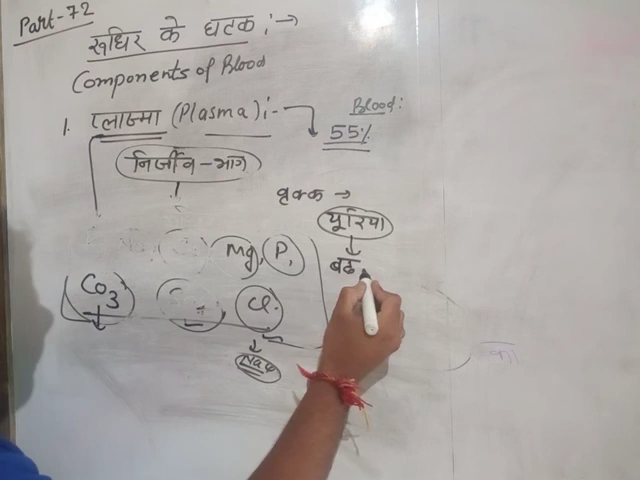 Part-72
रुधिर के घटक :→
Components of Blood
1. प्लाज्मा (Plasma):-
Blood:
55%
निर्जीव-भाग
वृक्क →
यूरिया
Mg, P,
बढ
Co3
Cl.